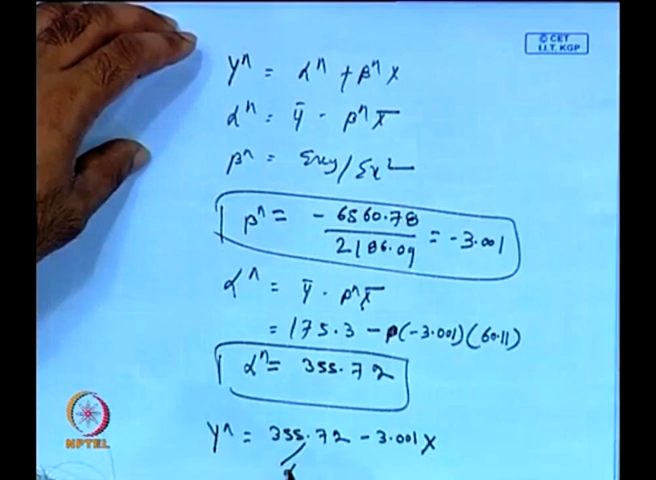 © CET
I.I.T. KGP
Y^ = α^ + β^ X
α^ = ȳ - β^ x̄
β^ = Σxy / Σx²
β^ = - 6560.78 / 2186.09 = -3.001
α^ = ȳ - β^ x̄
= 175.3 - β(-3.001)(60.11)
α^ = 355.72
Y^ = 355.72 - 3.001 X
NPTEL